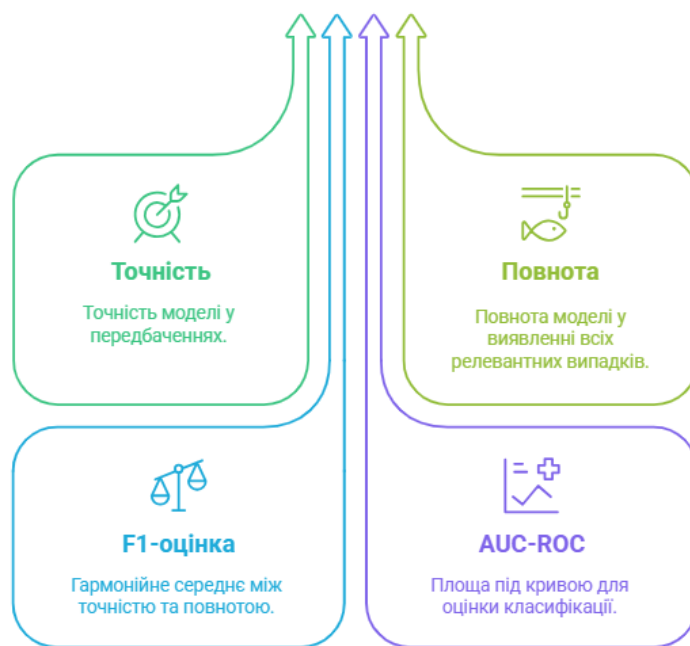 Точність
Точність моделі у
передбаченнях.
Повнота
Повнота моделі у
виявленні всіх
релевантних випадків.
F1-оцінка
Гармонійне середнє між
точністю та повнотою.
AUC-ROC
Площа під кривою для
оцінки класифікації.